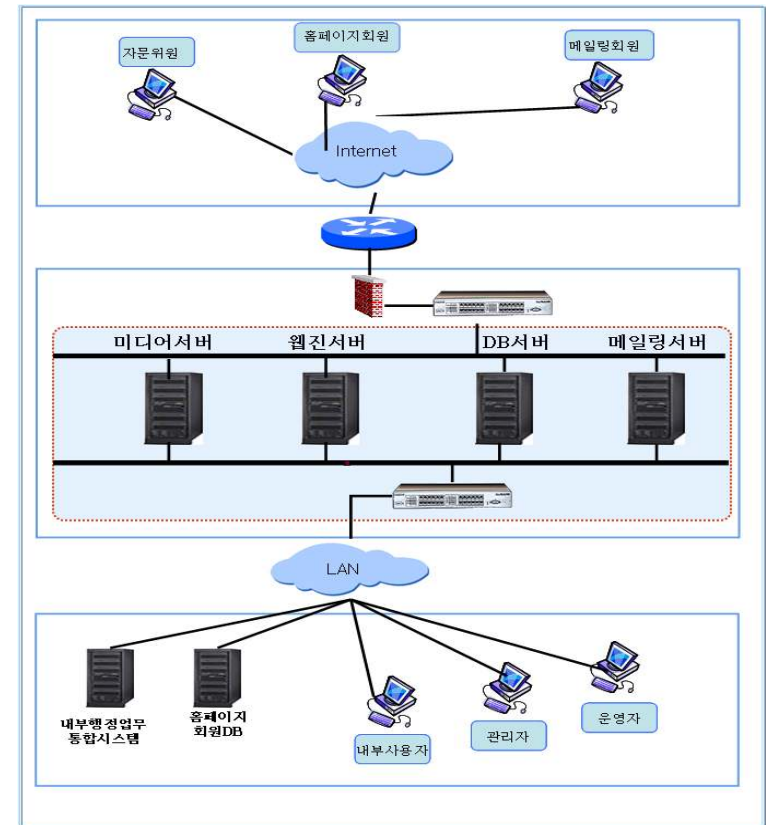 자문위원
홈페이지회원
메일링회원
Internet
미디어서버
웹진서버
DB서버
메일링서버
LAN
내부행정업무
통합시스템
홈페이지
회원DB
내부사용자
관리자
운영자